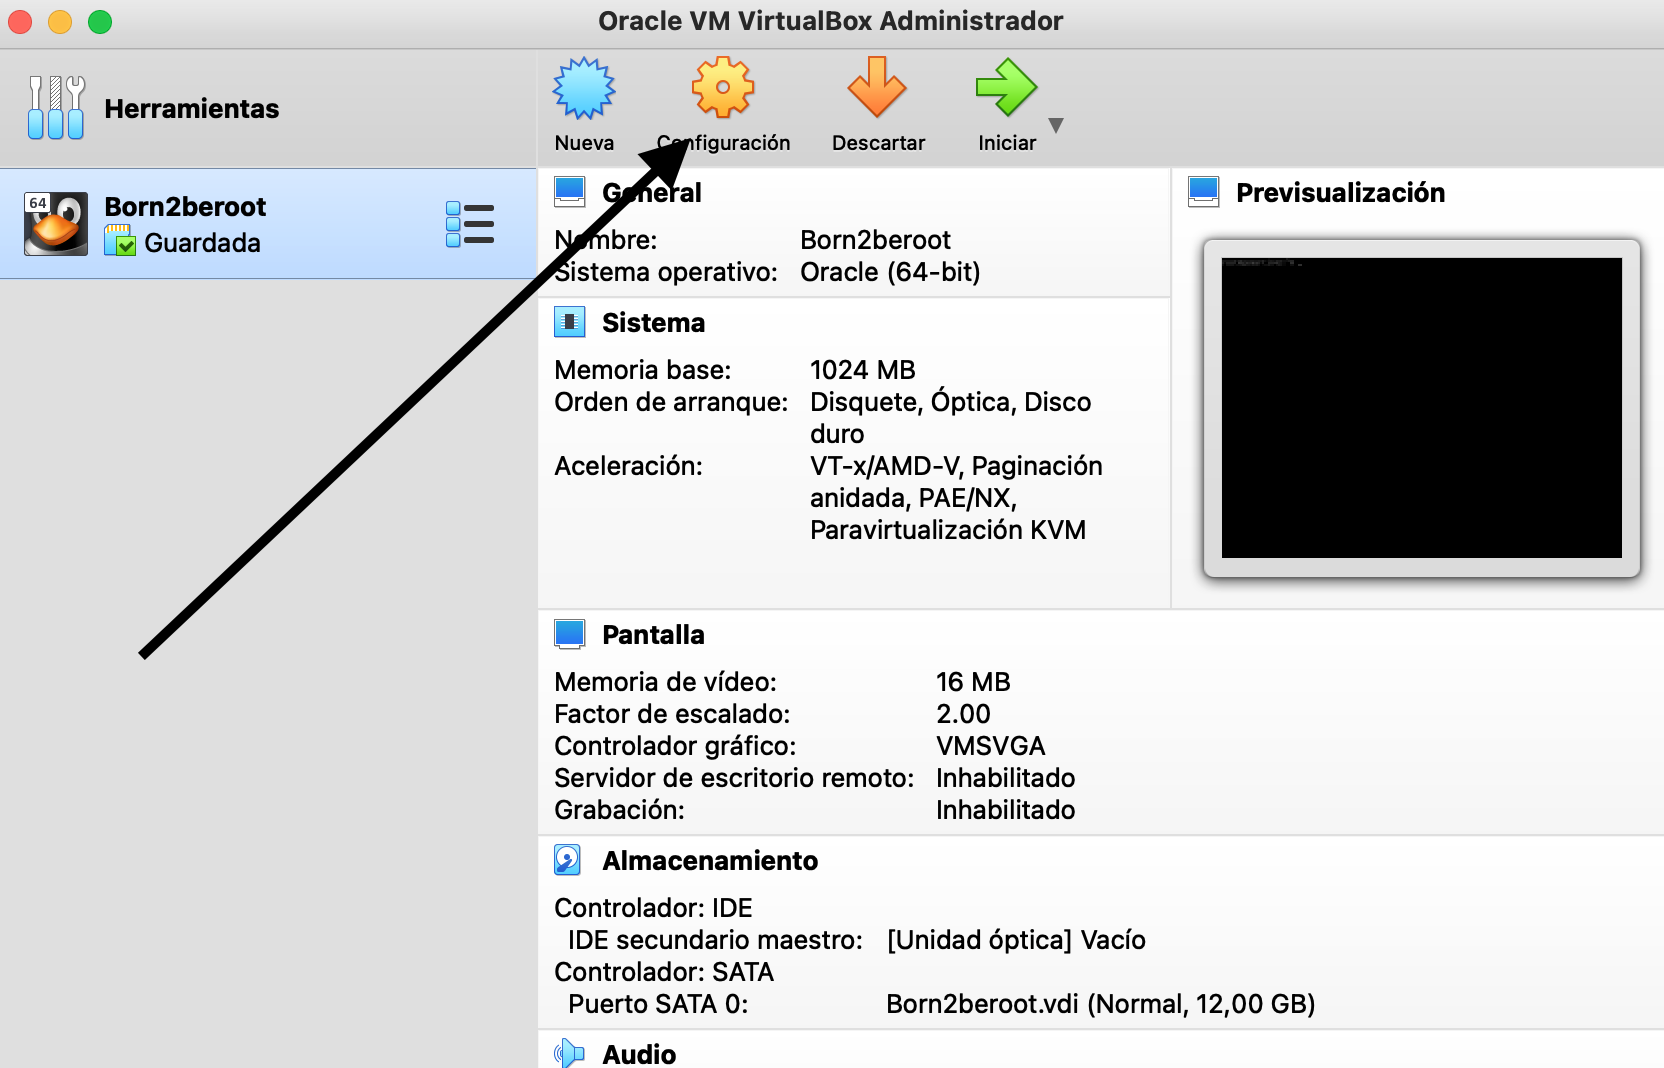 Oracle VM VirtualBox Administrador
Herramientas
Nueva
Configuración
Descartar
Iniciar
64
Born2beroot
Guardada
General
Nombre: Born2beroot
Sistema operativo: Oracle (64-bit)
Previsualización
Sistema
Memoria base: 1024 MB
Orden de arranque: Disquete, Óptica, Disco
duro
Aceleración: VT-x/AMD-V, Paginación
anidada, PAE/NX,
Paravirtualización KVM
Pantalla
Memoria de vídeo: 16 MB
Factor de escalado: 2.00
Controlador gráfico: VMSVGA
Servidor de escritorio remoto: Inhabilitado
Grabación: Inhabilitado
Almacenamiento
Controlador: IDE
IDE secundario maestro: [Unidad óptica] Vacío
Controlador: SATA
Puerto SATA 0: Born2beroot.vdi (Normal, 12,00 GB)
Audio